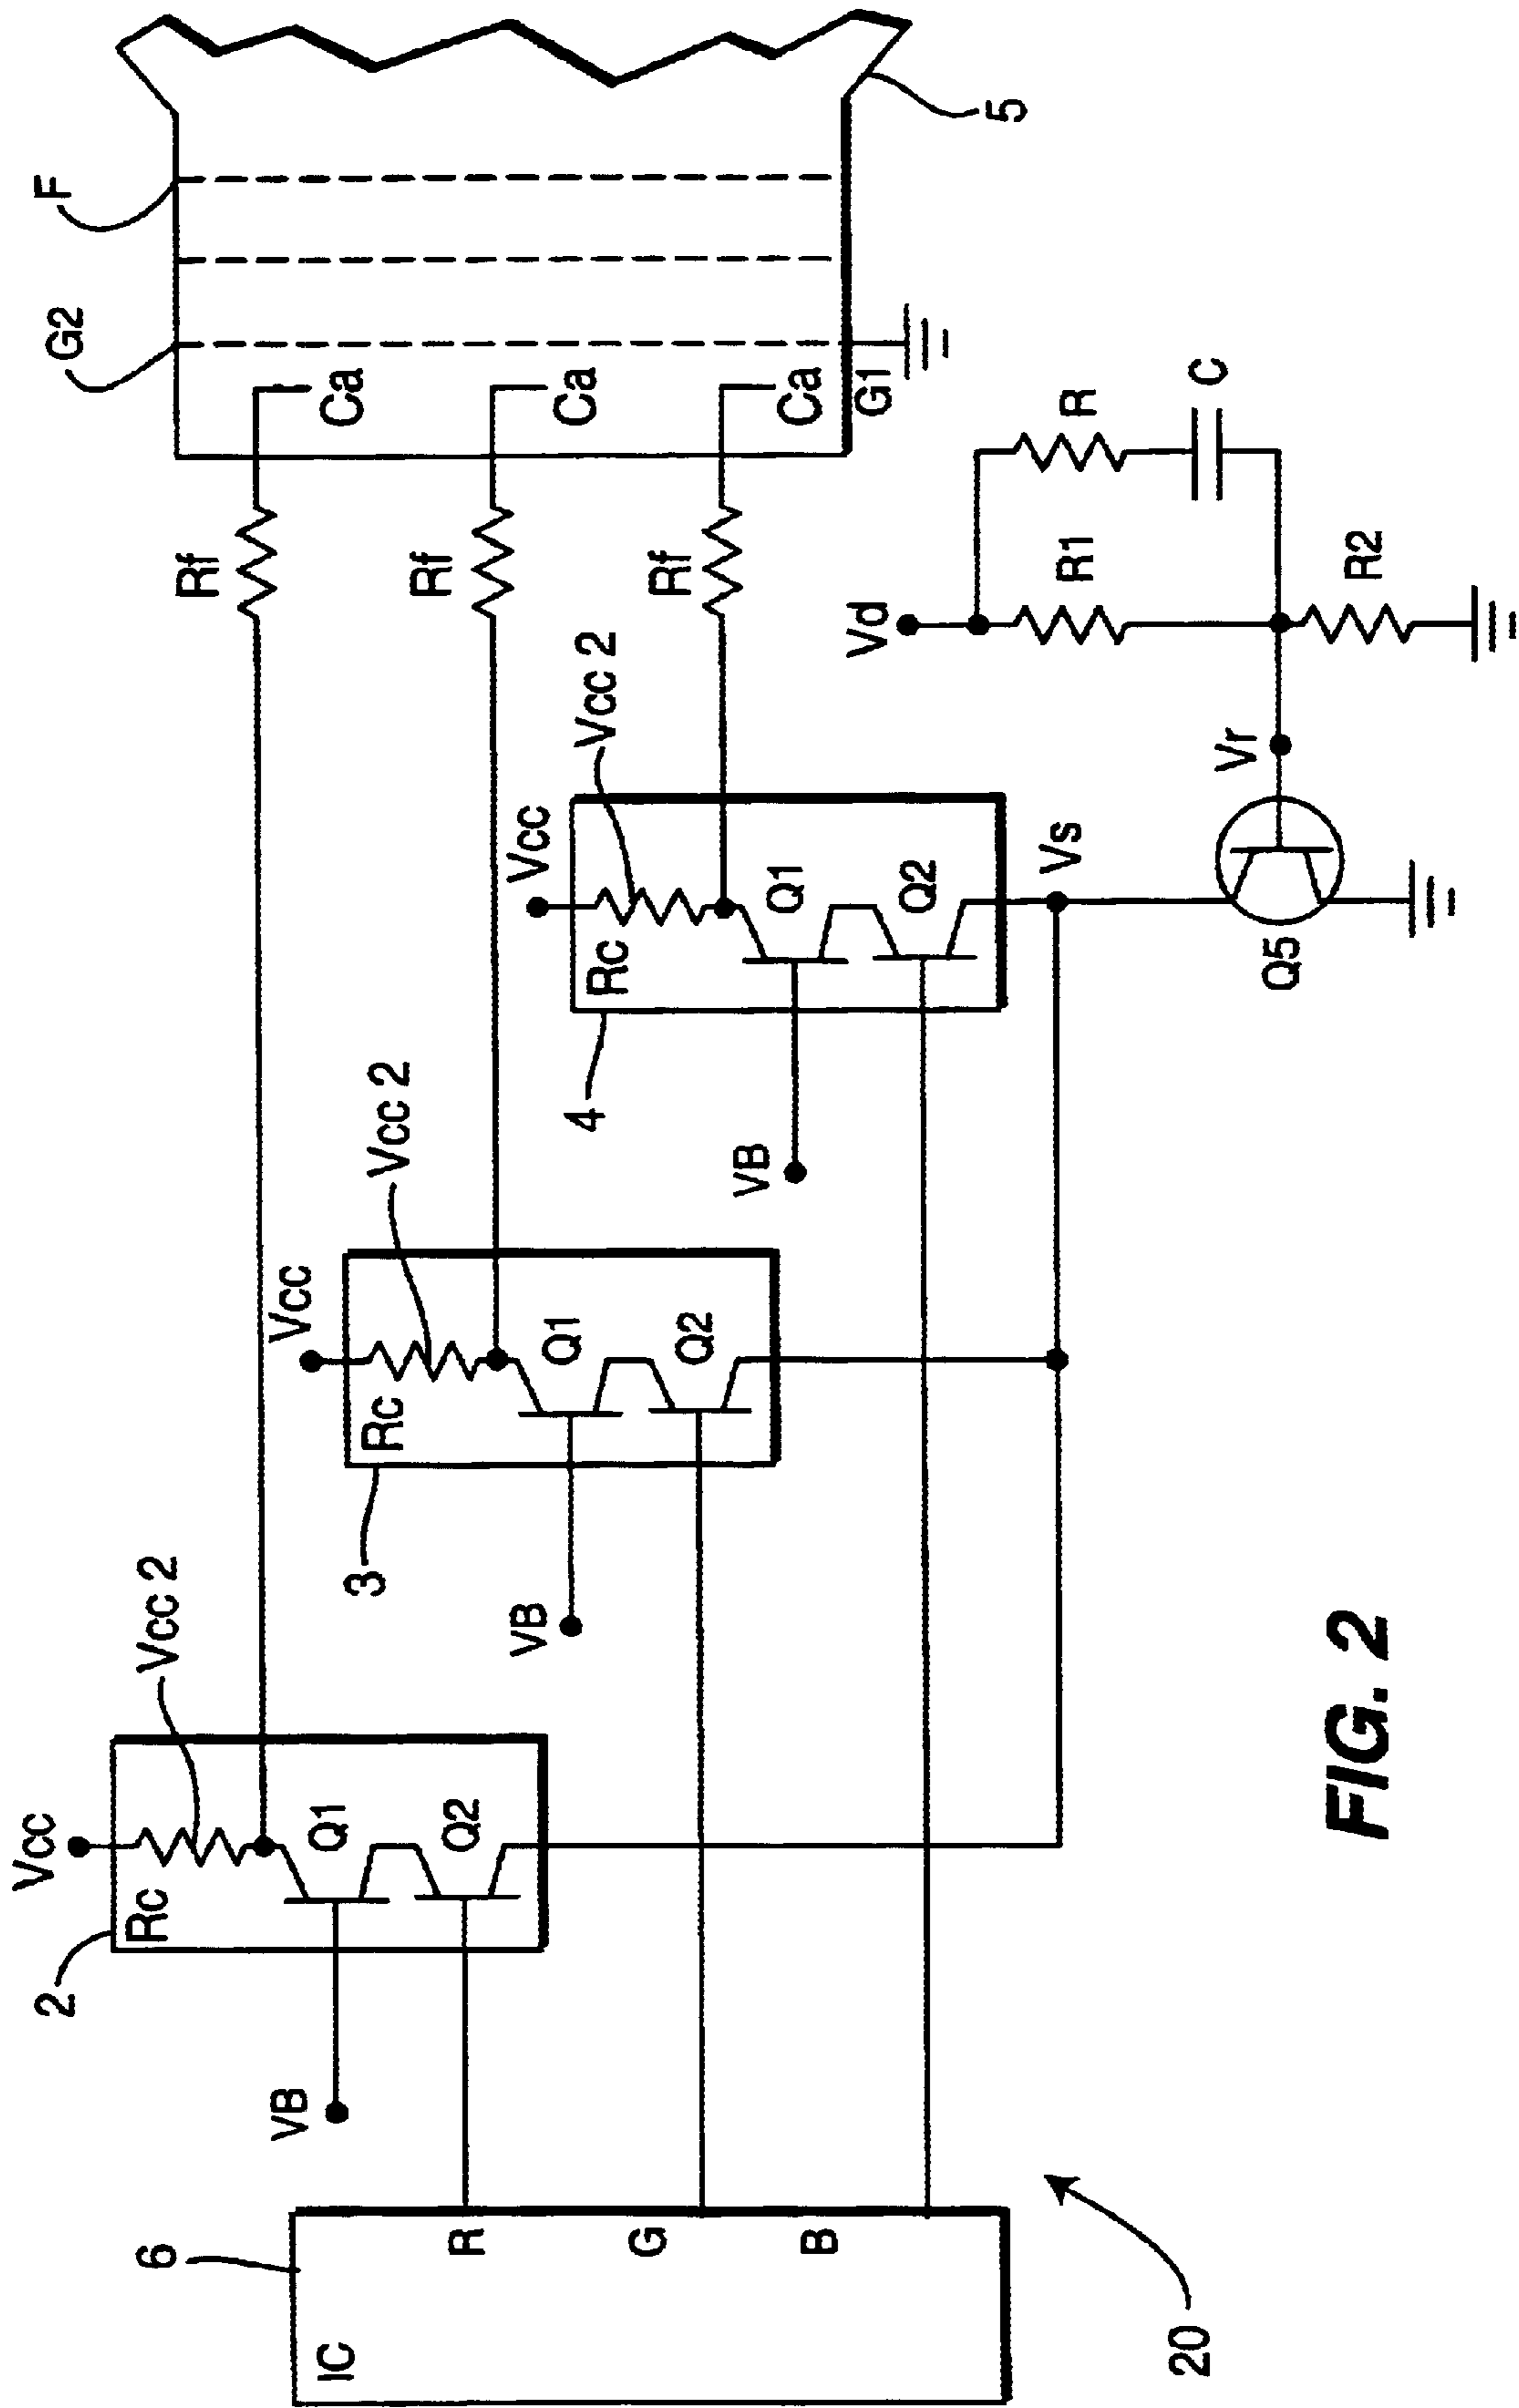 F
Vcc
G2
2
Rc
Vcc 2
6
Rf
VB
Vcc
Q1
Ca
IC
3
Rc
Vcc 2
Rf
R
Q2
VB
Vcc
Q1
Ca
4
Rc
Vcc 2
G
Rf
Q2
VB
Q1
Ca
B
Vd
G1
Q2
5
Vs
R1
R
20
C
Vr
Q5
R2
FIG. 2